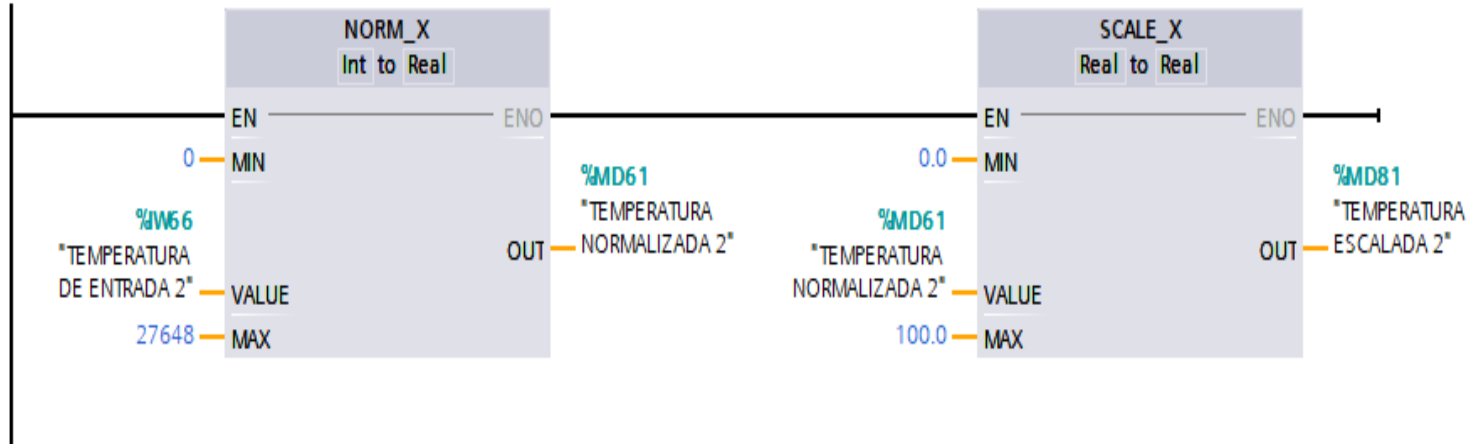 NORM_X
Int to Real
EN
ENO
0
MIN
%IW66
"TEMPERATURA
DE ENTRADA 2"
VALUE
27648
MAX
OUT
%MD61
"TEMPERATURA
NORMALIZADA 2"
SCALE_X
Real to Real
EN
ENO
0.0
MIN
%MD61
"TEMPERATURA
NORMALIZADA 2"
VALUE
100.0
MAX
OUT
%MD81
"TEMPERATURA
ESCALADA 2"